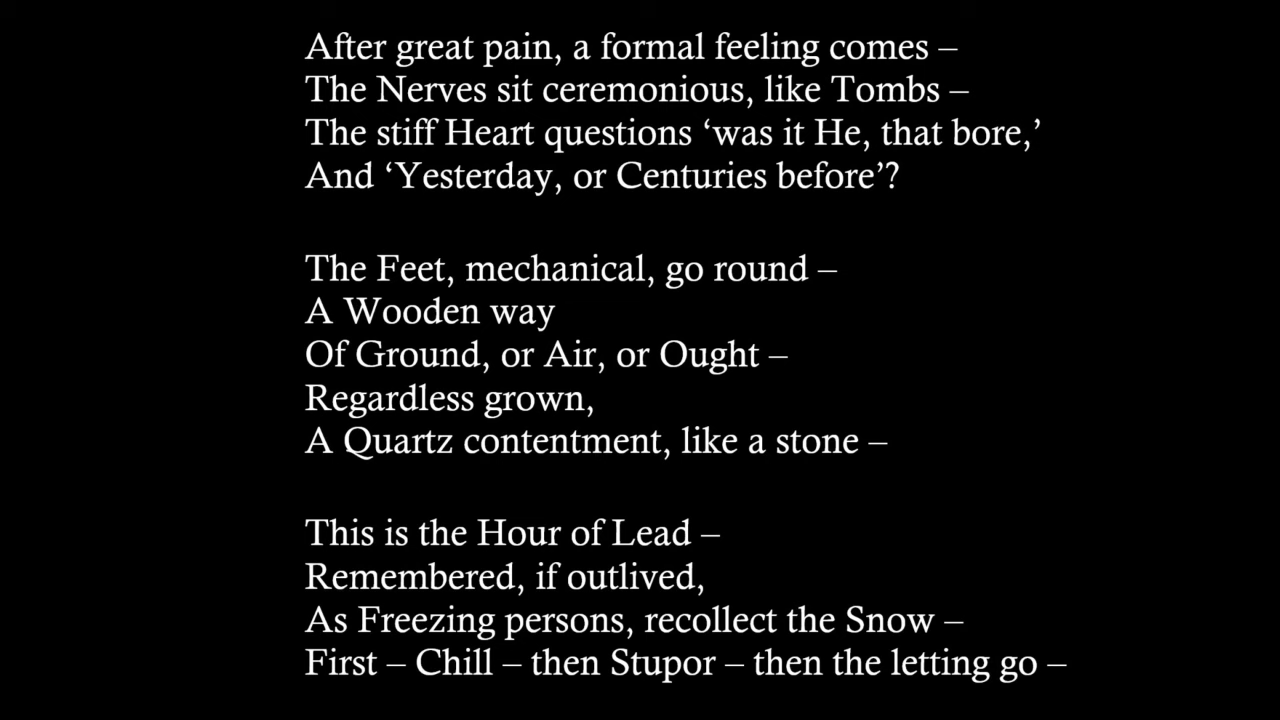 After great pain, a formal feeling comes –
The Nerves sit ceremonious, like Tombs –
The stiff Heart questions ‘was it He, that bore,’
And ‘Yesterday, or Centuries before’?
The Feet, mechanical, go round –
A Wooden way
Of Ground, or Air, or Ought –
Regardless grown,
A Quartz contentment, like a stone –
This is the Hour of Lead –
Remembered, if outlived,
As Freezing persons, recollect the Snow –
First – Chill – then Stupor – then the letting go –